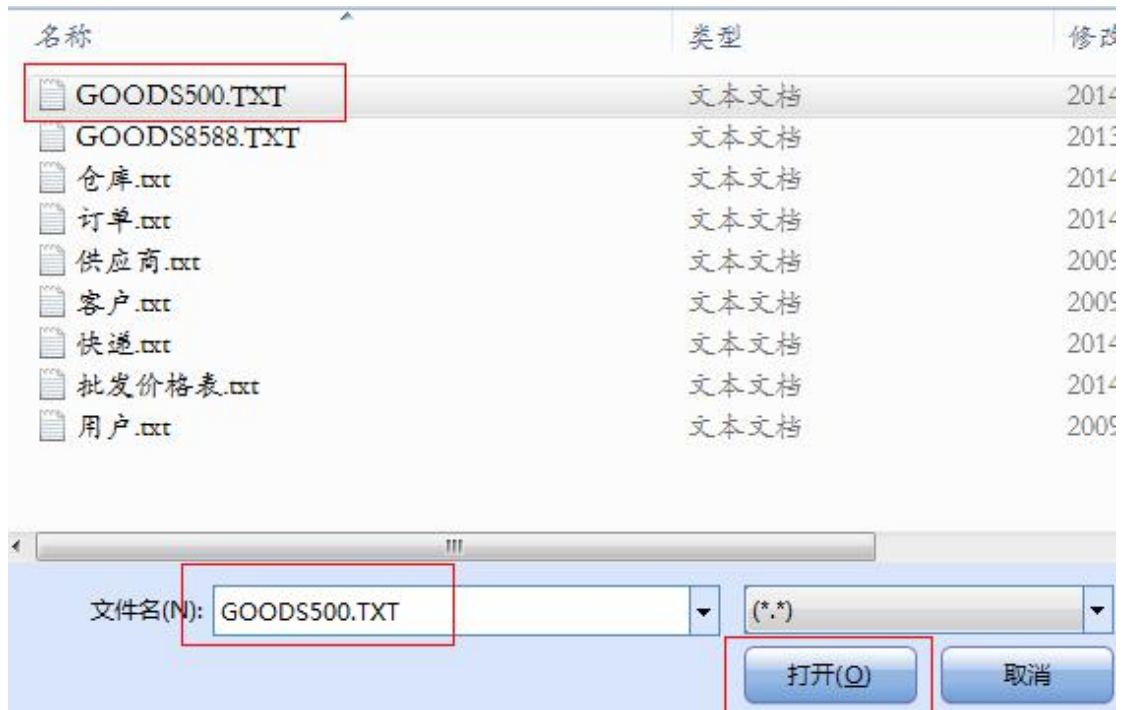 名称 类型 修改
GOODS500.TXT 文本文档 2014
GOODS8588.TXT 文本文档 2013
仓库.txt 文本文档 2014
订单.txt 文本文档 2014
供应商.txt 文本文档 2009
客户.txt 文本文档 2009
快递.txt 文本文档 2014
批发价格表.txt 文本文档 2014
用户.txt 文本文档 2009
文件名(N): GOODS500.TXT (*.*)
打开(O) 取消